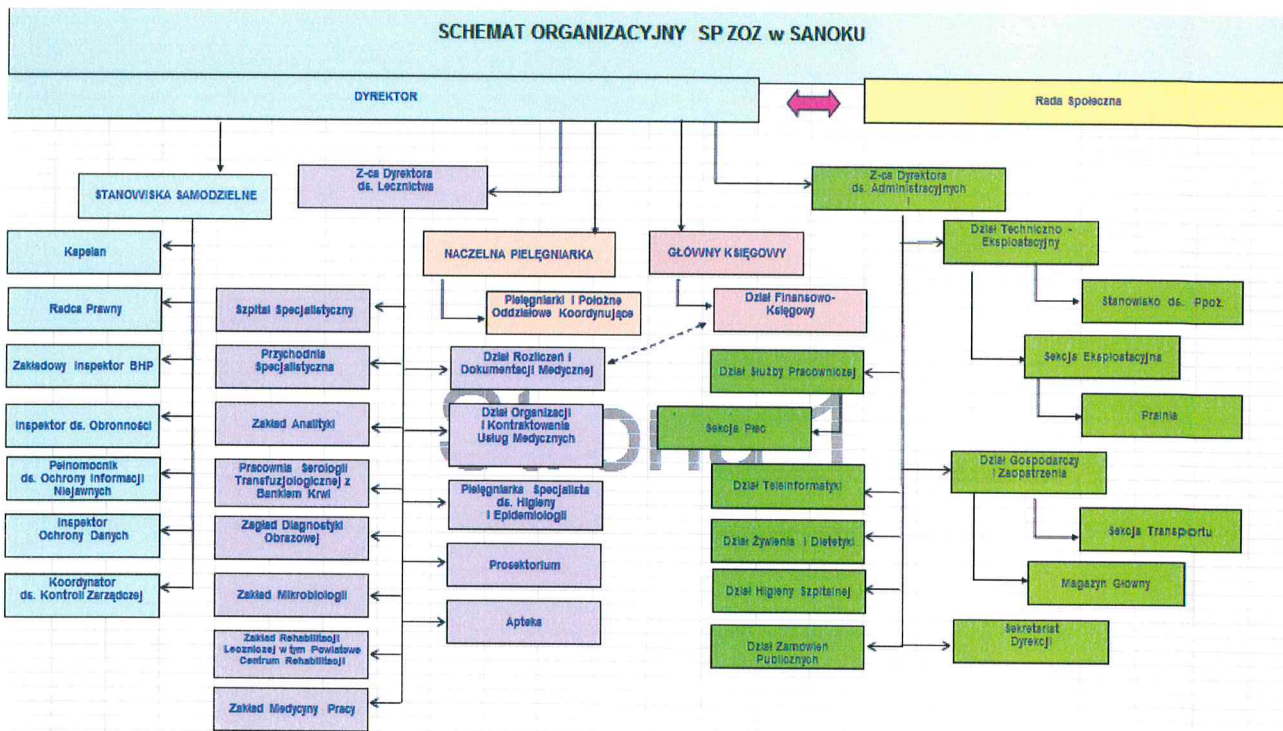 SCHEMAT ORGANIZACYJNY SP ZOZ w SANOKU
DYREKTOR
Rada Społeczna
STANOWISKA SAMODZIELNE
Kapelan
Radca Prawny
Zakładowy Inspektor BHP
Inspektor ds. Obronności
Pełnomocnik
ds. Ochrony Informacji
Niejawnych
Inspektor
Ochrony Danych
Koordynator
ds. Kontroli Zarządczej
Z-ca Dyrektora
ds. Lecznictwa
Szpital Specjalistyczny
Przychodnia
Specjalistyczna
Zakład Analityki
Pracownia Serologii
Transfuzjologicznej z
Bankiem Krwi
Zagład Diagnostyki
Obrazowej
Zakład Mikrobiologii
Zakład Rehabilitacji
Leczniczej w tym Powiatowe
Centrum Rehabilitacji
Zakład Medycyny Pracy
NACZELNA PIELĘGNIARKA
Pielęgniarki i Położne
Oddziałowe Koordynujące
Dział Rozliczeń i
Dokumentacji Medycznej
Dział Organizacji
i Kontraktowania
Usług Medycznych
Pielęgniarka Specjalista
ds. Higieny
i Epidemiologii
Prosektorium
Apteka
GŁÓWNY KSIĘGOWY
Dział Finansowo-
Księgowy
Z-ca Dyrektora
ds. Administracyjnych
i
Dział Służby Pracowniczej
Sekcja Płac
Dział Teleinformatyki
Dział Żywienia i Dietetyki
Dział Higieny Szpitalnej
Dział Zamówień
Publicznych
Dział Techniczno -
Eksploatacyjny
Stanowisko ds. Ppoż.
Sekcja Eksploatacyjna
Pralnia
Dział Gospodarczy
i Zaopatrzenia
Sekcja Transportu
Magazyn Główny
Sekretariat
Dyrekcji
Strona 1